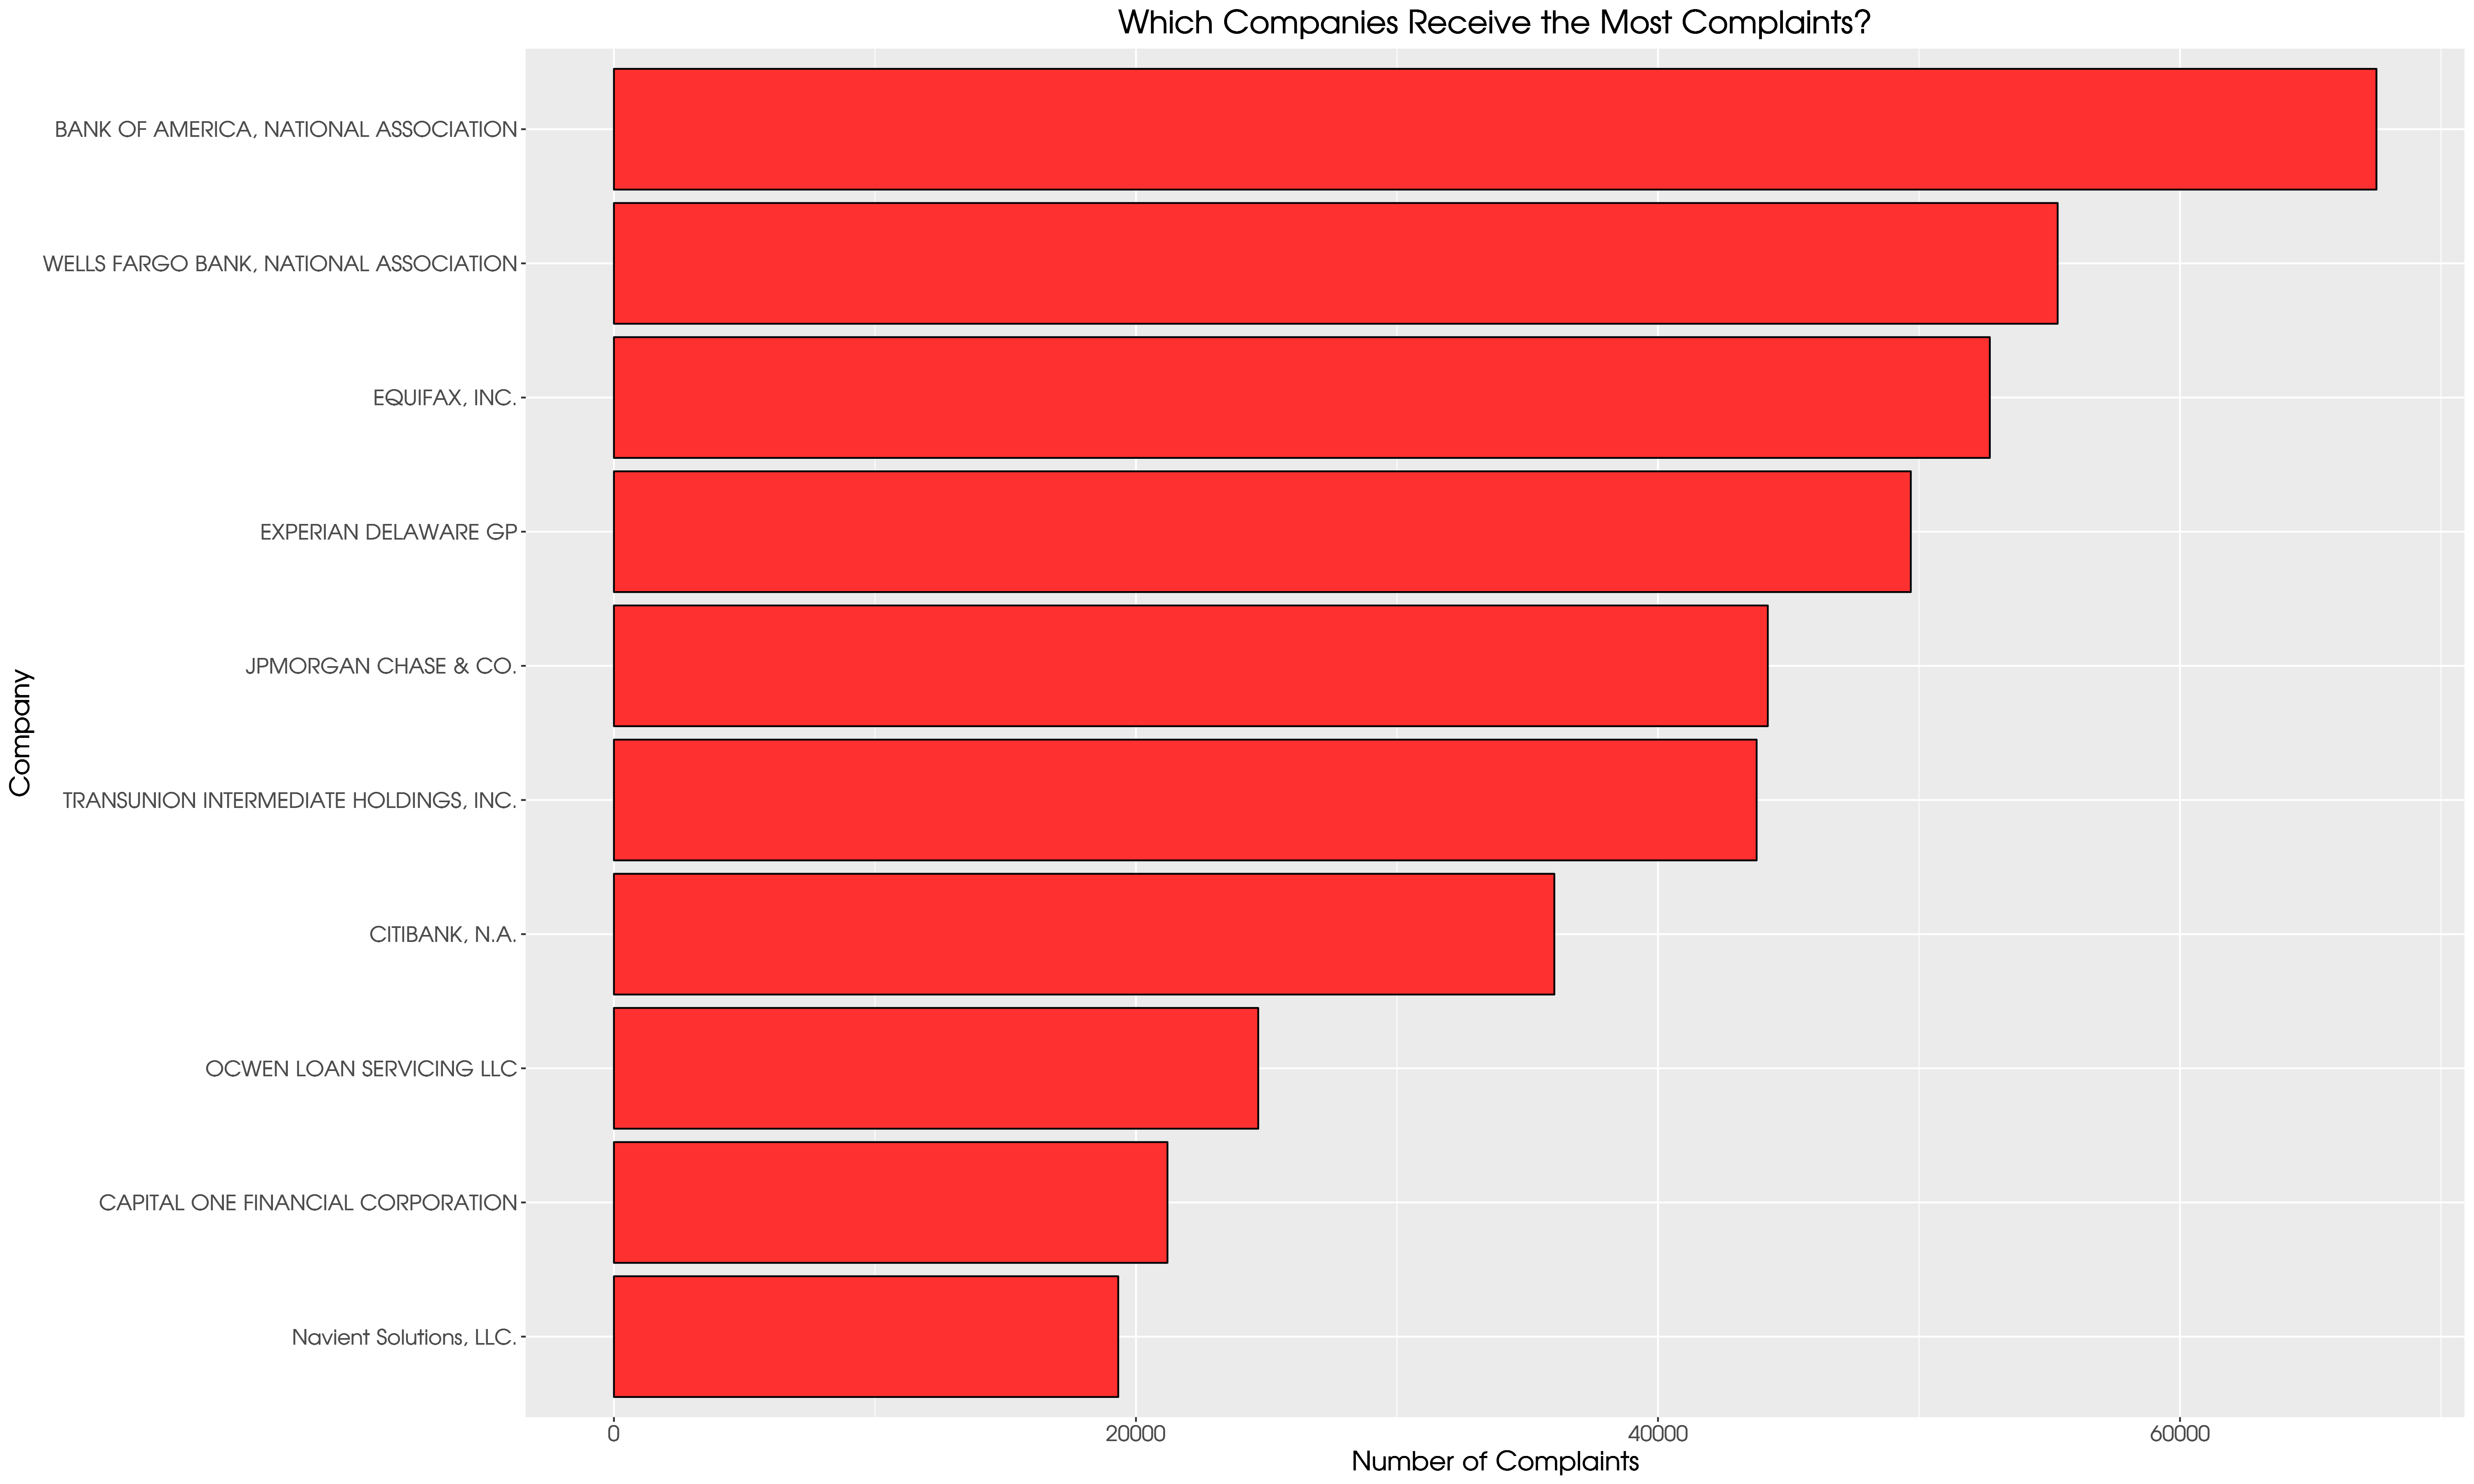 Which Companies Receive the Most Complaints?
BANK OF AMERICA, NATIONAL ASSOCIATION
WELLS FARGO BANK, NATIONAL ASSOCIATION
EQUIFAX, INC.
EXPERIAN DELAWARE GP
JPMORGAN CHASE & CO.
TRANSUNION INTERMEDIATE HOLDINGS, INC.
CITIBANK, N.A.
OCWEN LOAN SERVICING LLC
CAPITAL ONE FINANCIAL CORPORATION
Navient Solutions, LLC.
Company
0 20000 40000 60000
Number of Complaints